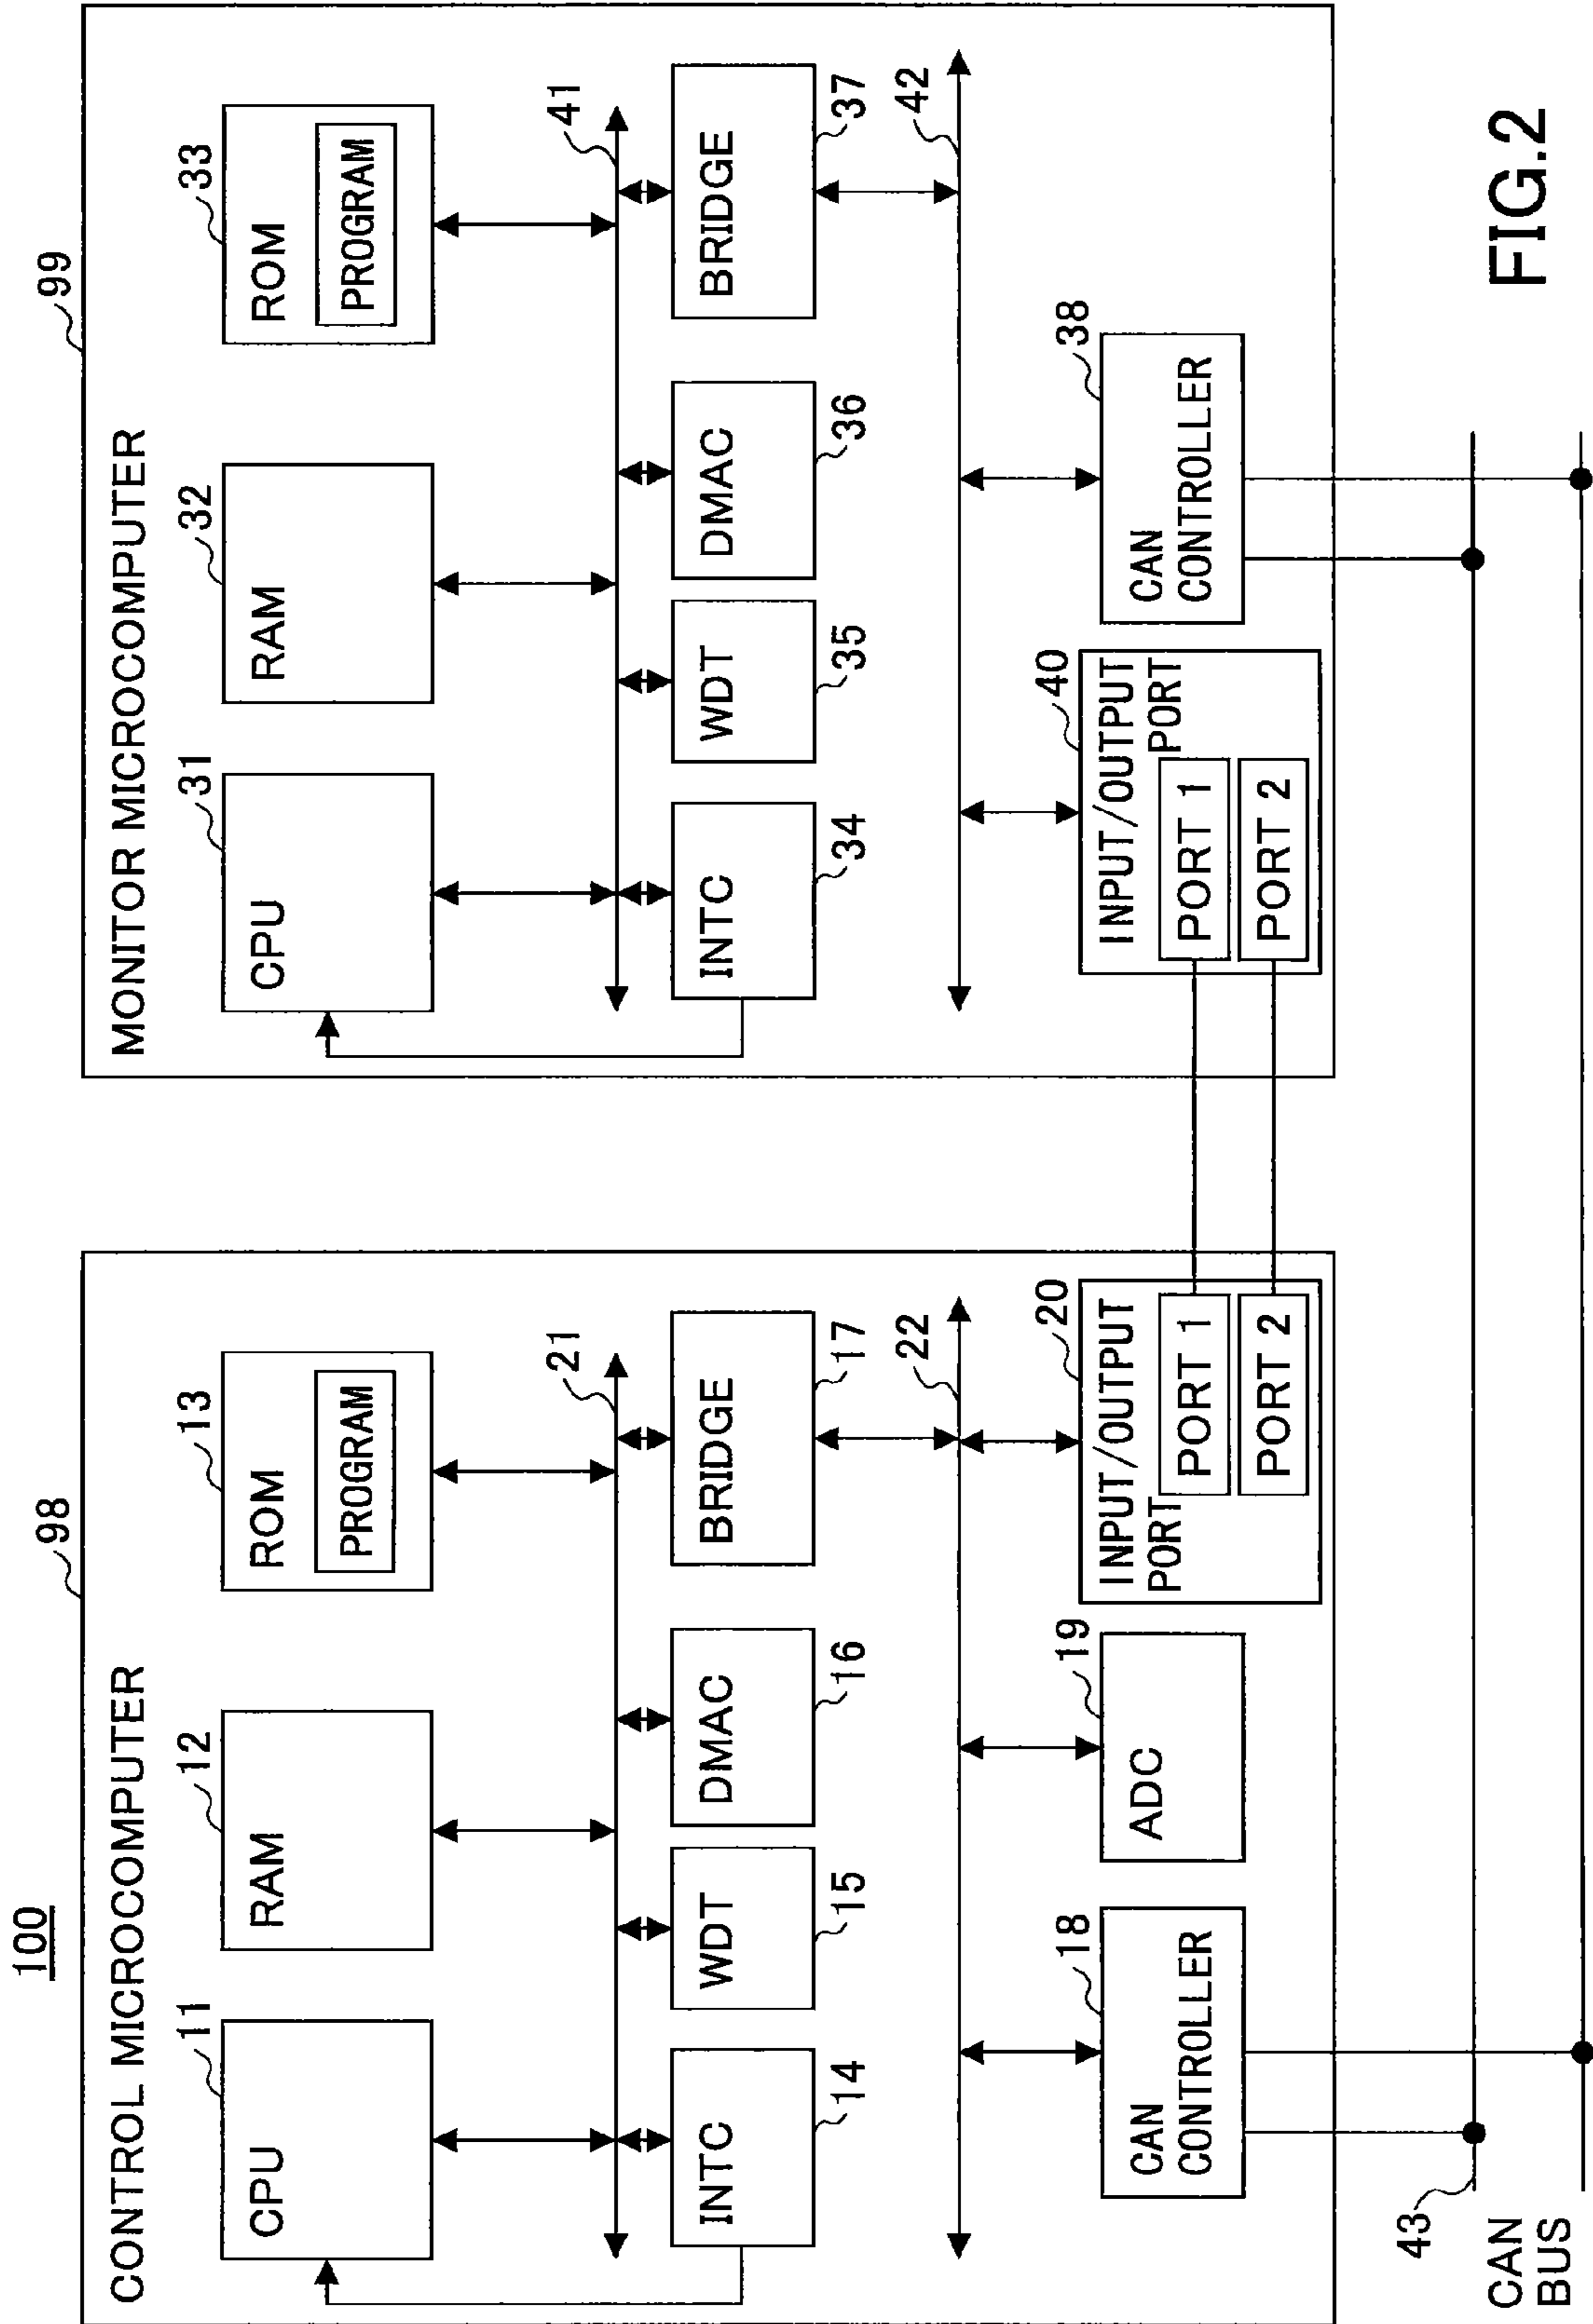 100
98
CONTROL MICROCOMPUTER
11
CPU
12
RAM
13
ROM
PROGRAM
21
INTC
14
WDT
15
DMAC
16
BRIDGE
17
22
18
CAN
CONTROLLER
19
ADC
20
INPUT/OUTPUT
PORT
PORT 1
PORT 2
99
MONITOR MICROCOMPUTER
31
CPU
32
RAM
33
ROM
PROGRAM
41
INTC
34
WDT
35
DMAC
36
BRIDGE
37
42
40
INPUT/OUTPUT
PORT
PORT 1
PORT 2
38
CAN
CONTROLLER
43
CAN
BUS
FIG.2